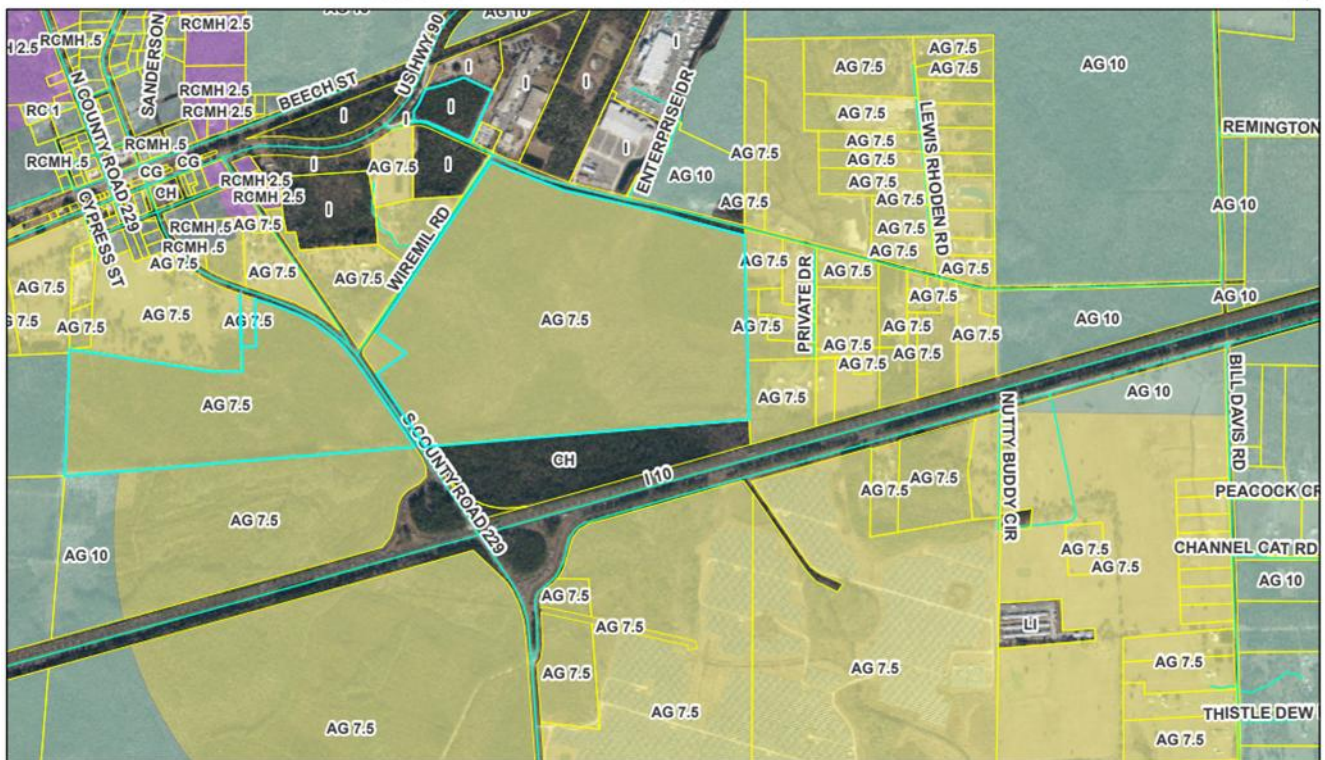 AG 10
AG 10
H 2.5
RCMH .5
RCMH 2.5
SANDERSON
US HWY 90
I
I
I
I
AG 7.5
AG 7.5
AG 7.5
AG 10
RCMH 2.5
BEECH ST
I
I
I
RC 1
N COUNTY ROAD 229
RCMH 2.5
AG 7.5
LEWIS RHODEN RD
REMINGTON
RCMH .5
I
ENTERPRISE DR
I
AG 7.5
AG 7.5
AG 7.5
RCMH .5
CG
CG
I
AG 7.5
I
CH
RCMH 2.5
RCMH 2.5
AG 10
AG 7.5
CYPRESS ST
I
AG 7.5
AG 7.5
AG 10
RCMH .5
AG 7.5
RCMH .5
WIREMIL RD
AG 7.5
AG 7.5
AG 7.5
AG 7.5
AG 7.5
AG 7.5
AG 7.5
AG 7.5
AG 7.5
PRIVATE DR
AG 7.5
AG 10
G 7.5
AG 7.5
AG 7.5
AG 7.5
AG 7.5
AG 7.5
AG 7.5
AG 7.5
AG 10
AG 7.5
AG 7.5
AG 7.5
BILL DAVIS RD
AG 7.5
AG 7.5
AG 10
NUTTY BUDDY CIR
S COUNTY ROAD 229
CH
I 10
AG 7.5
AG 7.5
PEACOCK CR
AG 7.5
AG 10
AG 7.5
AG 7.5
CHANNEL CAT RD
AG 10
AG 7.5
AG 7.5
LI
AG 7.5
AG 7.5
AG 7.5
AG 7.5
AG 7.5
AG 7.5
THISTLE DEW
AG 7.5